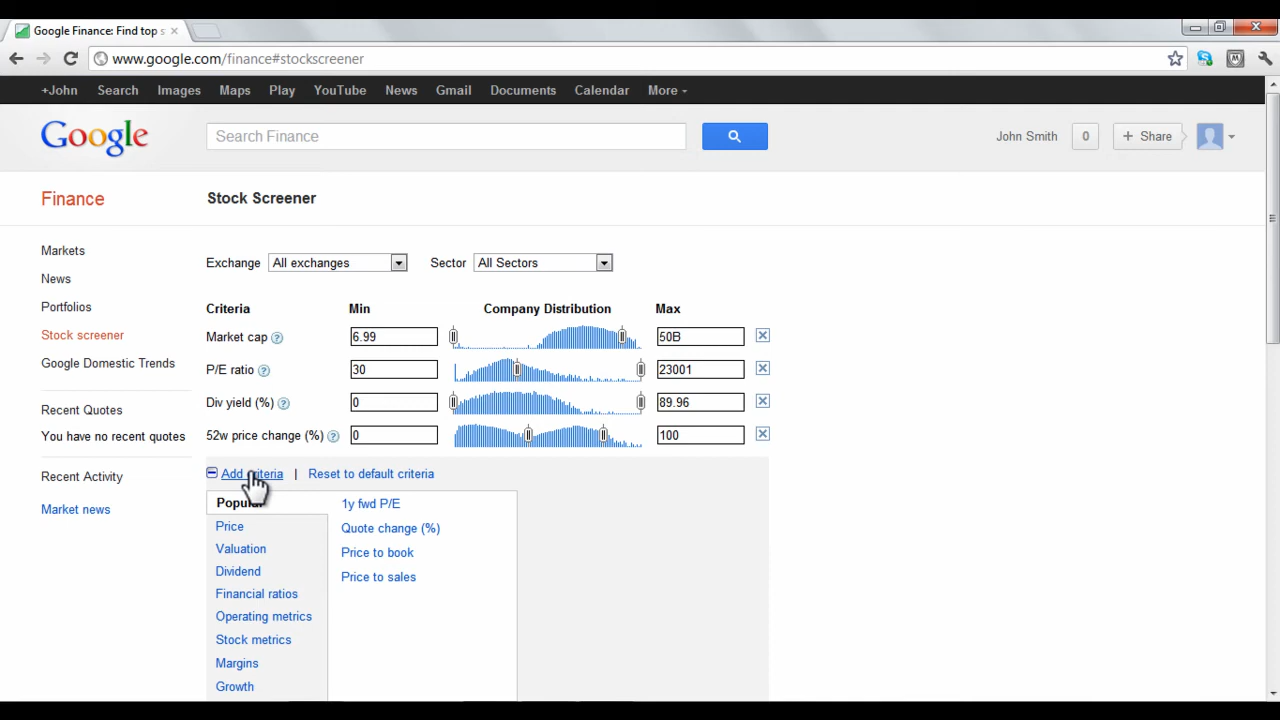 Google Finance: Find top s
www.google.com/finance#stockscreener
+John Search Images Maps Play YouTube News Gmail Documents Calendar More
Google Search Finance John Smith 0 + Share
Finance Stock Screener
Markets
News
Portfolios
Stock screener
Google Domestic Trends
Recent Quotes
You have no recent quotes
Recent Activity
Market news
Exchange All exchanges Sector All Sectors
Criteria Min Company Distribution Max
Market cap ? 6.99 50B
P/E ratio ? 30 23001
Div yield (%) ? 0 89.96
52w price change (%) ? 0 100
Add criteria | Reset to default criteria
Popular
Price
Valuation
Dividend
Financial ratios
Operating metrics
Stock metrics
Margins
Growth
1y fwd P/E
Quote change (%)
Price to book
Price to sales